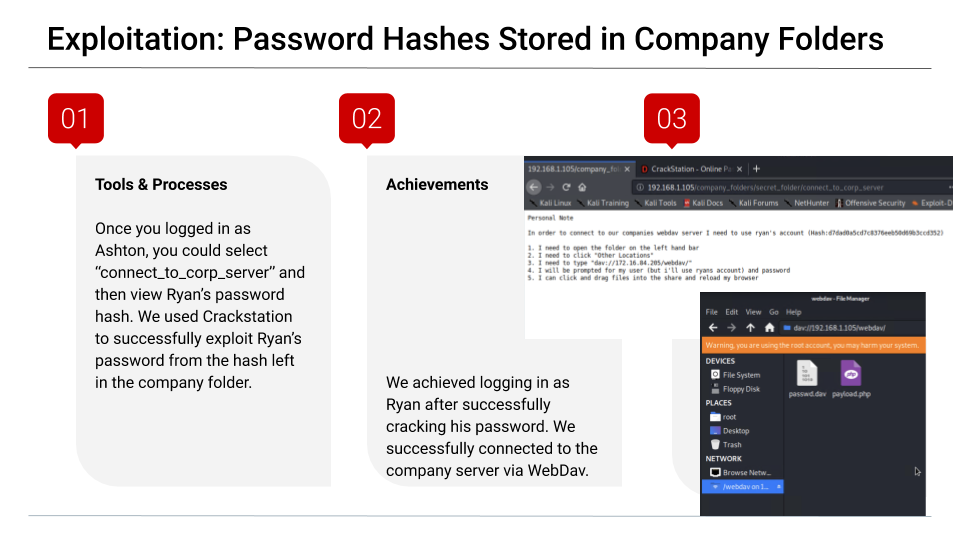 Exploitation: Password Hashes Stored in Company Folders
01
Tools & Processes
Once you logged in as
Ashton, you could select
“connect_to_corp_server” and
then view Ryan’s password
hash. We used Crackstation
to successfully exploit Ryan’s
password from the hash left
in the company folder.
02
Achievements
We achieved logging in as
Ryan after successfully
cracking his password. We
successfully connected to the
company server via WebDav.
03
192.168.1.105/company_fol
CrackStation - Online Pa
192.168.1.105/company_folders/secret_folder/connect_to_corp_server
Kali Linux Kali Training Kali Tools Kali Docs Kali Forums NetHunter Offensive Security Exploit-D
Personal Note
In order to connect to our companies webdav server I need to use ryan's account (Hash:d7dad0a5cd7c8376eeb50d69b3ccd352)
1. I need to open the folder on the left hand bar
2. I need to click "Other Locations"
3. I need to type "dav://172.16.84.205/webdav/"
4. I will be prompted for my user (but i'll use ryans account) and password
5. I can click and drag files into the share and reload my browser
webdav - File Manager
File Edit View Go Help
dav://192.168.1.105/webdav/
Warning, you are using the root account, you may harm your system.
DEVICES
File System
Floppy Disk
PLACES
root
Desktop
Trash
NETWORK
Browse Netw...
/webdav on 1...
passwd.dav
php
payload.php